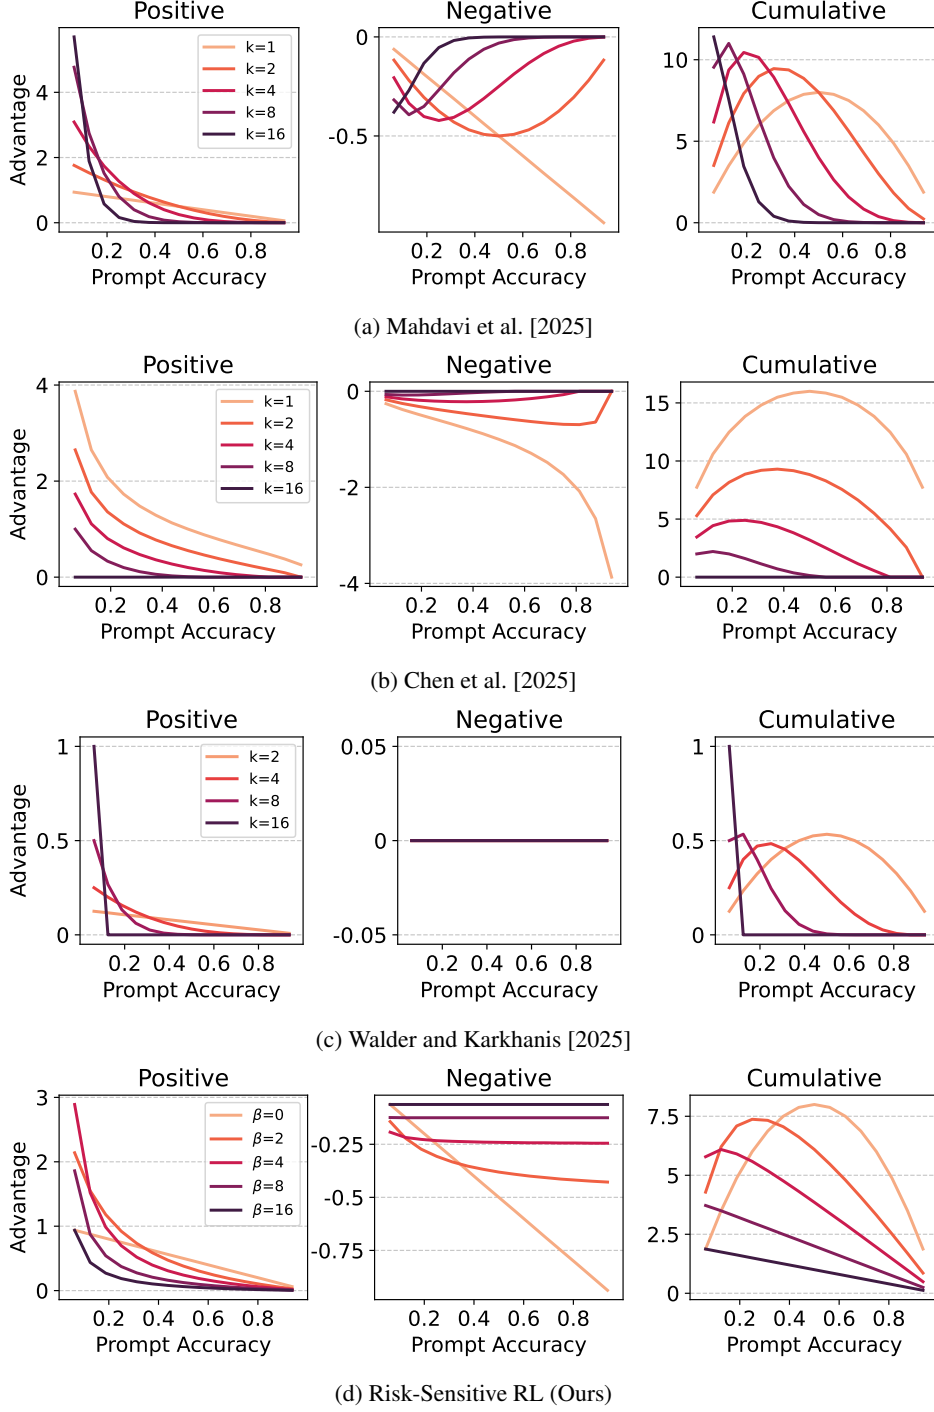 Positive Negative Cumulative
Advantage
4
2
0
k=1
k=2
k=4
k=8
k=16
0.2 0.4 0.6 0.8
Prompt Accuracy
0
-0.5
0.2 0.4 0.6 0.8
Prompt Accuracy
10
5
0
0.2 0.4 0.6 0.8
Prompt Accuracy
(a) Mahdavi et al. [2025]
Positive Negative Cumulative
Advantage
4
2
0
k=1
k=2
k=4
k=8
k=16
0.2 0.4 0.6 0.8
Prompt Accuracy
0
-2
-4
0.2 0.4 0.6 0.8
Prompt Accuracy
15
10
5
0
0.2 0.4 0.6 0.8
Prompt Accuracy
(b) Chen et al. [2025]
Positive Negative Cumulative
Advantage
1
0.5
0
k=2
k=4
k=8
k=16
0.2 0.4 0.6 0.8
Prompt Accuracy
0.05
0
-0.05
0.2 0.4 0.6 0.8
Prompt Accuracy
1
0.5
0
0.2 0.4 0.6 0.8
Prompt Accuracy
(c) Walder and Karkhanis [2025]
Positive Negative Cumulative
Advantage
3
2
1
0
β=0
β=2
β=4
β=8
β=16
0.2 0.4 0.6 0.8
Prompt Accuracy
-0.25
-0.5
-0.75
0.2 0.4 0.6 0.8
Prompt Accuracy
7.5
5
2.5
0
0.2 0.4 0.6 0.8
Prompt Accuracy
(d) Risk-Sensitive RL (Ours)